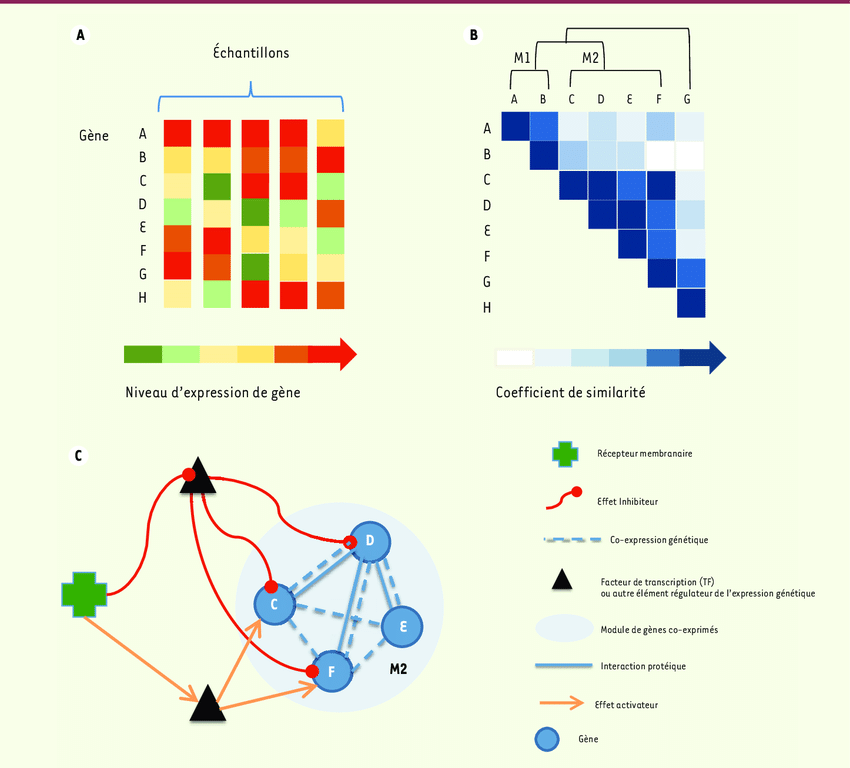 A
Échantillons
Gène
A
B
C
D
E
F
G
H
Niveau d'expression de gène
B
M1
M2
A B C D E F G
A
B
C
D
E
F
G
H
Coefficient de similarité
C
D
C
E
F
M2
Récepteur membranaire
Effet Inhibiteur
Co-expression génétique
Facteur de transcription (TF)
ou autre élément régulateur de l'expression génétique
Module de gènes co-exprimés
Interaction protéique
Effet activateur
Gène